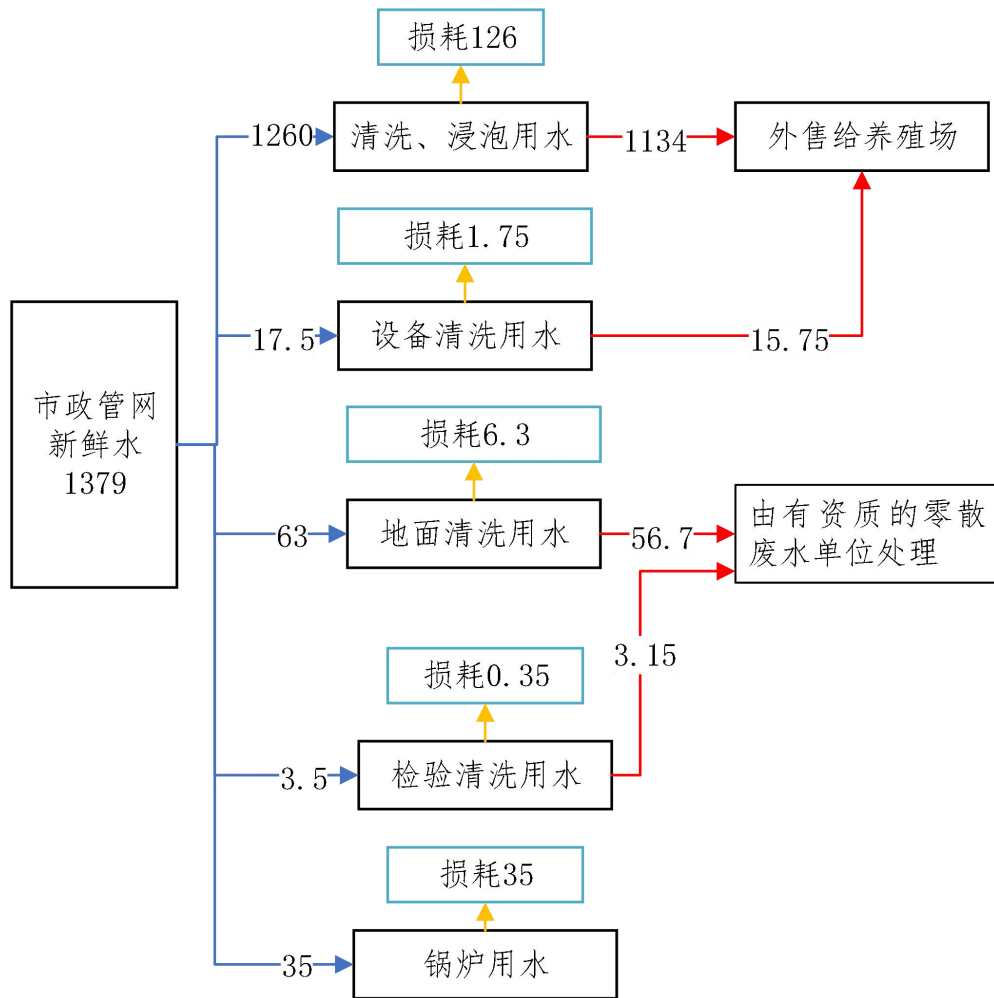 损耗126
1260
清洗、浸泡用水
1134
外售给养殖场
损耗1.75
17.5
设备清洗用水
15.75
市政管网
新鲜水
1379
损耗6.3
63
地面清洗用水
56.7
由有资质的零散
废水单位处理
3.15
损耗0.35
3.5
检验清洗用水
损耗35
35
锅炉用水